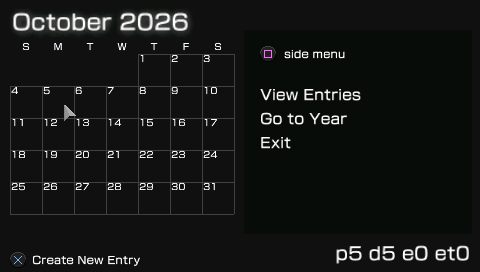 October 2026
S M T W T F S
1 2 3
4 5 6 7 8 9 10
11 12 13 14 15 16 17
18 19 20 21 22 23 24
25 26 27 28 29 30 31
side menu
View Entries
Go to Year
Exit
Create New Entry
p5 d5 e0 et0